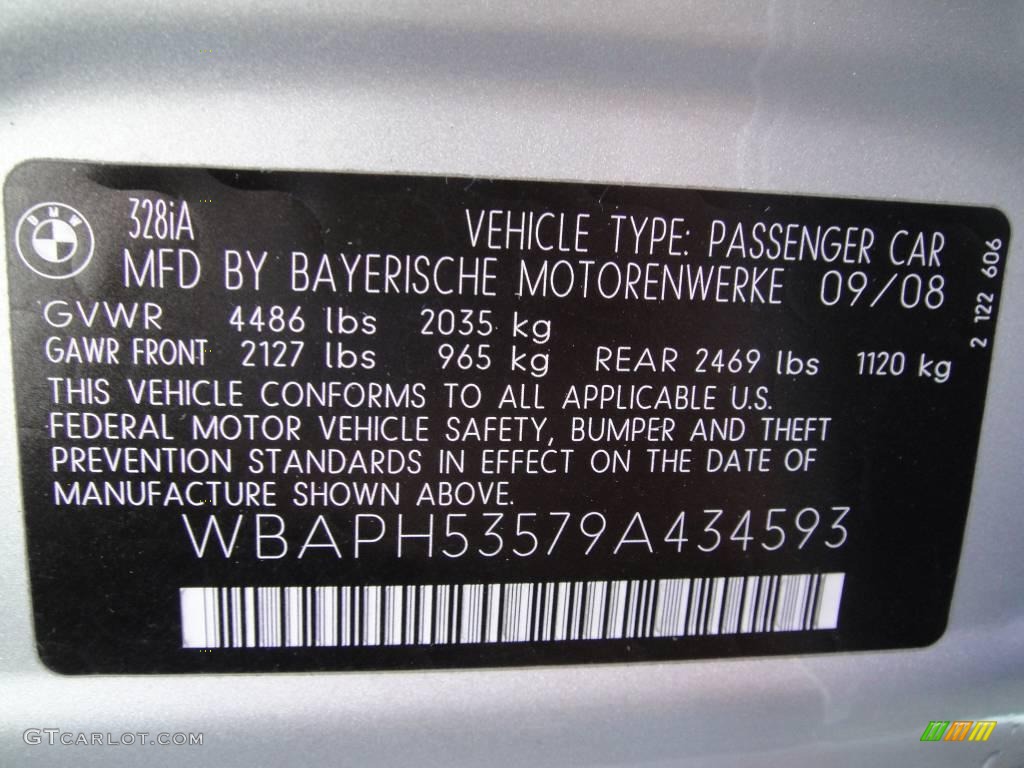 BMW
328iA
VEHICLE TYPE: PASSENGER CAR
MFD BY BAYERISCHE MOTORENWERKE 09/08
GVWR 4486 lbs 2035 kg
GAWR FRONT 2127 lbs 965 kg REAR 2469 lbs 1120 kg
THIS VEHICLE CONFORMS TO ALL APPLICABLE U.S.
FEDERAL MOTOR VEHICLE SAFETY, BUMPER AND THEFT
PREVENTION STANDARDS IN EFFECT ON THE DATE OF
MANUFACTURE SHOWN ABOVE.
WBAPH53579A434593
2 122 606
GTCARLOT.COM